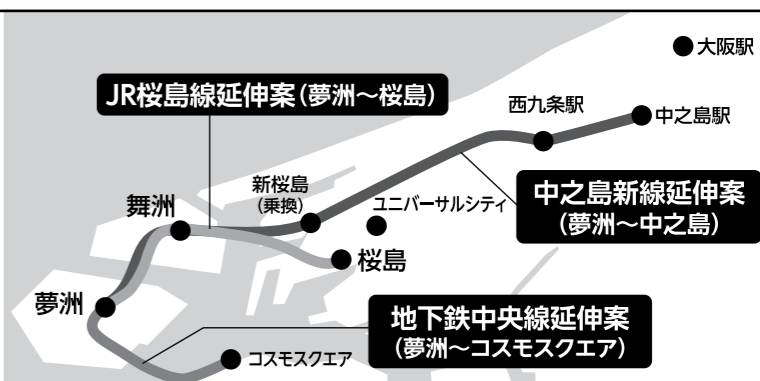 大阪駅
JR桜島線延伸案(夢洲～桜島)
西九条駅
中之島駅
新桜島
(乗換)
ユニバーサルシティ
中之島新線延伸案
(夢洲～中之島)
舞洲
桜島
夢洲
地下鉄中央線延伸案
(夢洲～コスモスクエア)
コスモスクエア